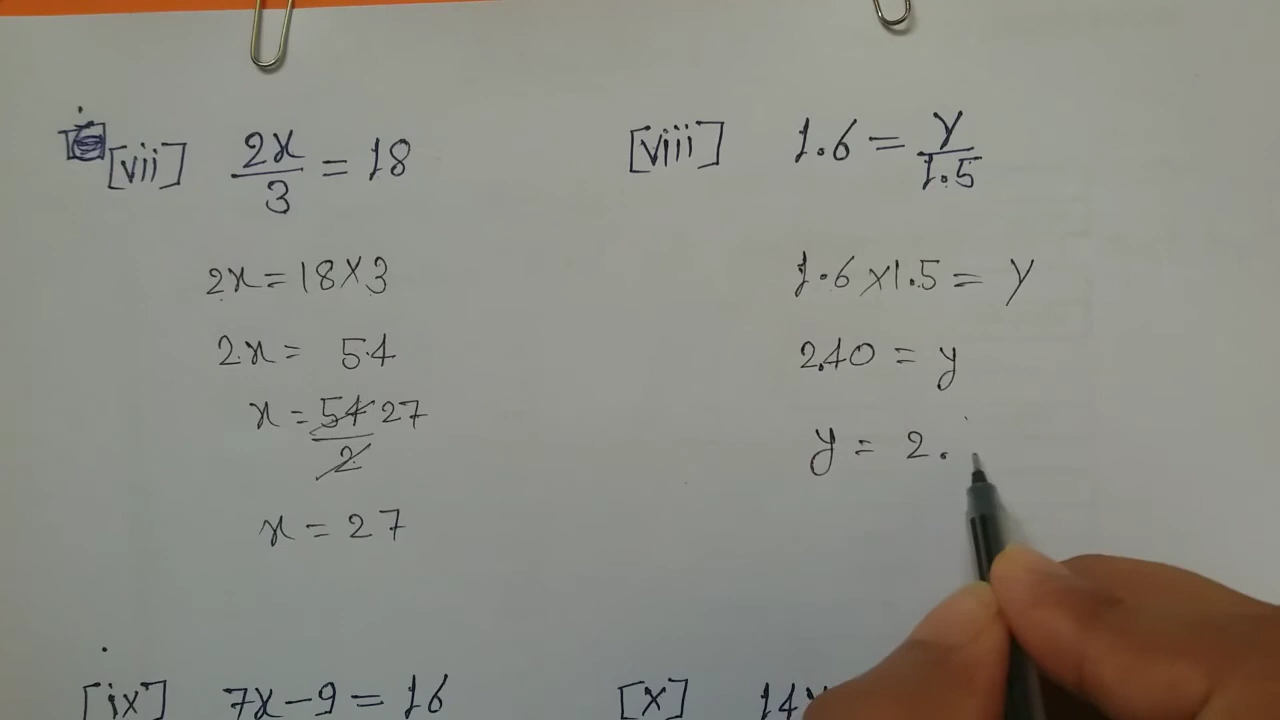 [vii] 2x/3 = 18
2x = 18 × 3
2x = 54
x = 54/2 27
x = 27
[viii] 1.6 = y/1.5
1.6 × 1.5 = y
2.40 = y
y = 2.
[ix] 7x - 9 = 16
[x] 14